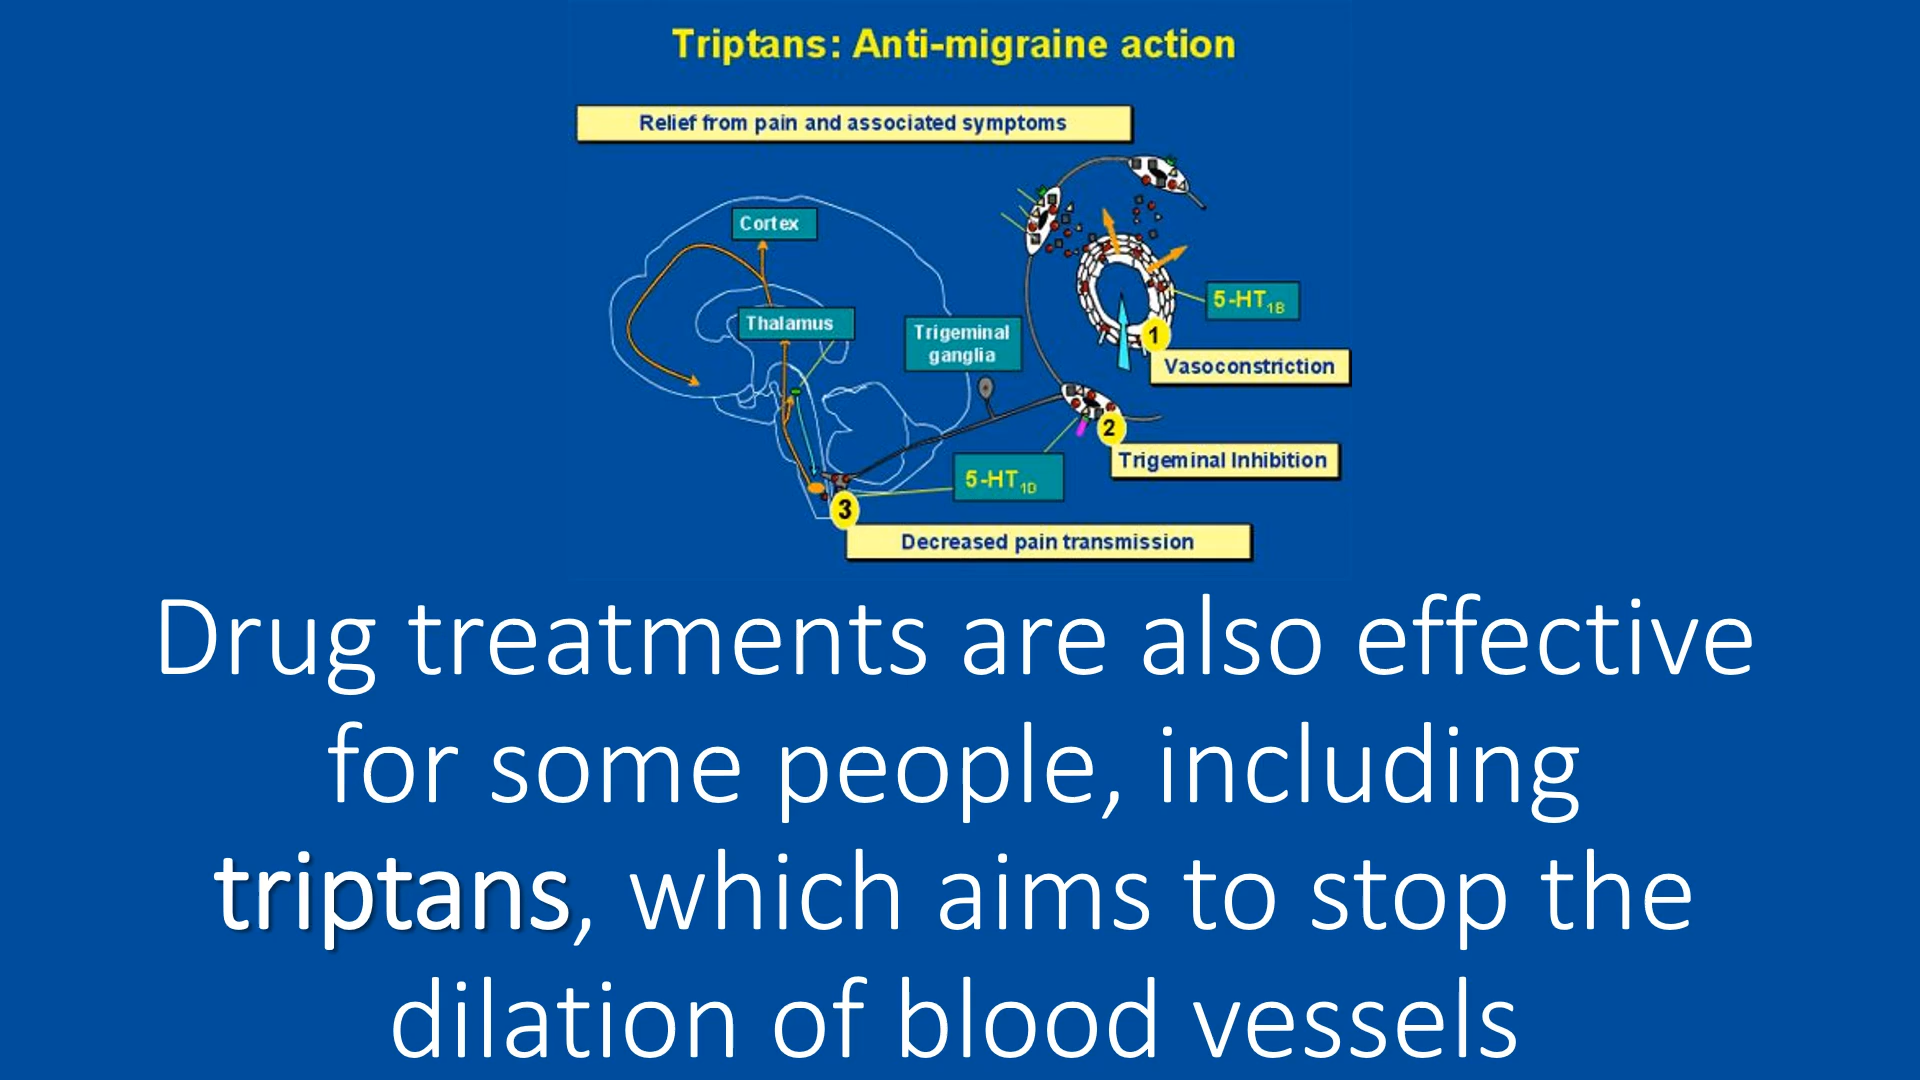 Triptans: Anti-migraine action
Relief from pain and associated symptoms
Cortex
Thalamus
Trigeminal
ganglia
5-HT1B
1
Vasoconstriction
2
Trigeminal Inhibition
5-HT1D
3
Decreased pain transmission
Drug treatments are also effective
for some people, including
triptans, which aims to stop the
dilation of blood vessels